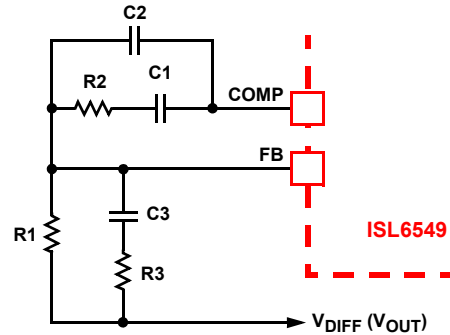 C2
C1
R2
COMP
FB
C3
R1
ISL6549
R3
VDIFF (VOUT)